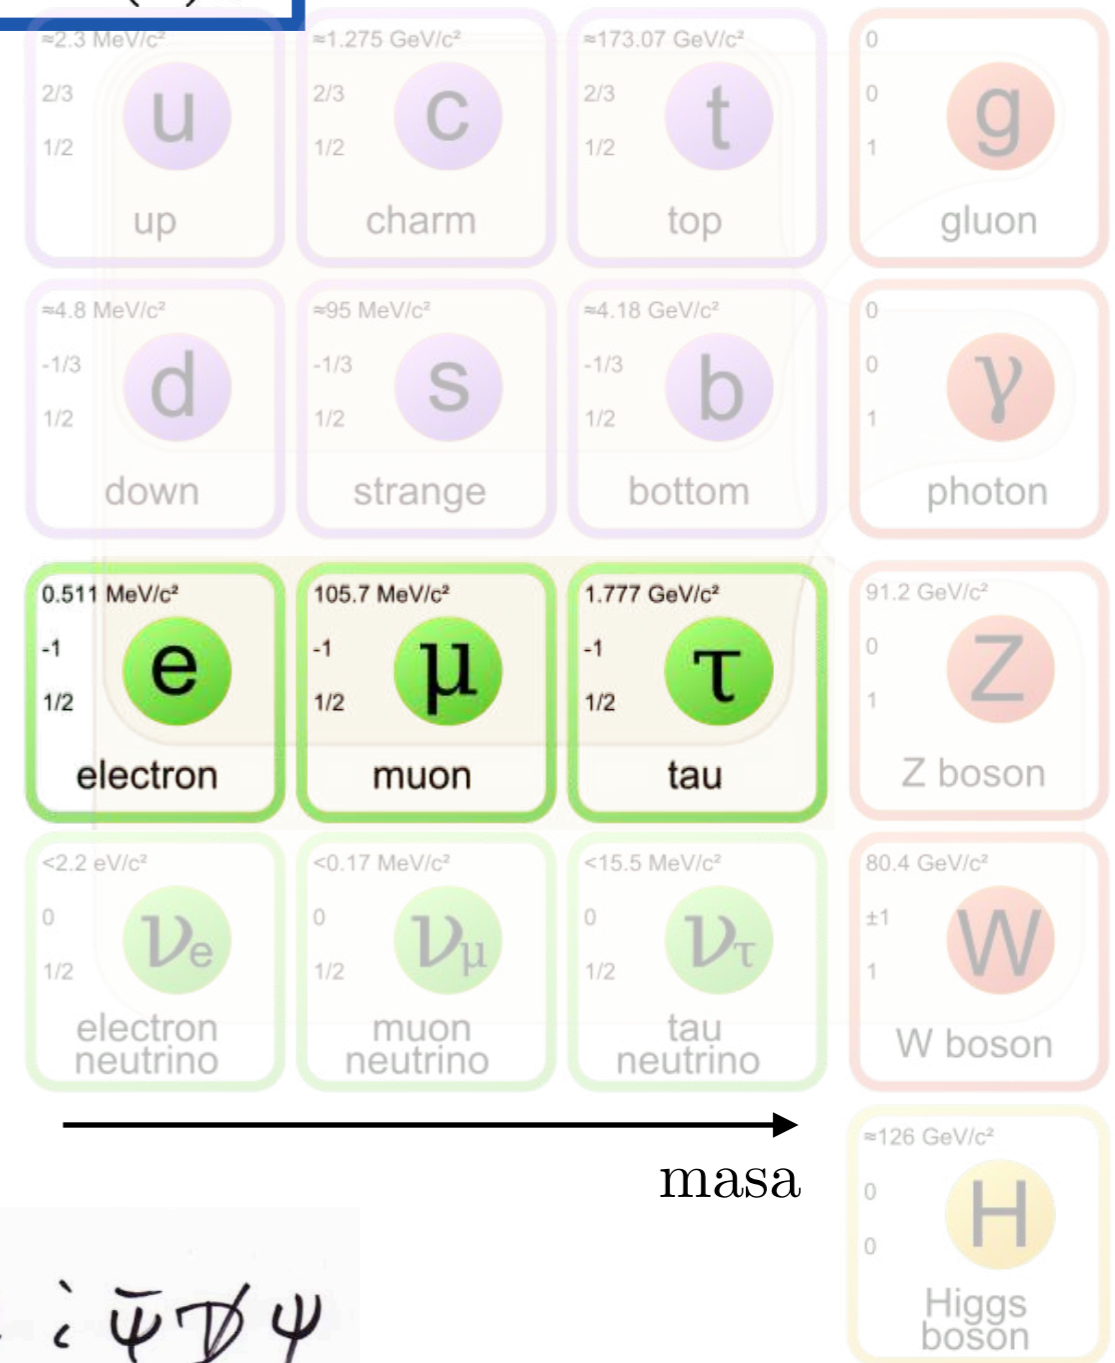 ≈2.3 MeV/c²
2/3
1/2
u
up
≈1.275 GeV/c²
2/3
1/2
c
charm
≈173.07 GeV/c²
2/3
1/2
t
top
0
0
1
g
gluon
≈4.8 MeV/c²
-1/3
1/2
d
down
≈95 MeV/c²
-1/3
1/2
s
strange
≈4.18 GeV/c²
-1/3
1/2
b
bottom
0
0
1
γ
photon
0.511 MeV/c²
-1
1/2
e
electron
105.7 MeV/c²
-1
1/2
μ
muon
1.777 GeV/c²
-1
1/2
τ
tau
91.2 GeV/c²
0
1
Z
Z boson
<2.2 eV/c²
0
1/2
νe
electron
neutrino
<0.17 MeV/c²
0
1/2
νμ
muon
neutrino
<15.5 MeV/c²
0
1/2
ντ
tau
neutrino
80.4 GeV/c²
±1
1
W
W boson
masa
≈126 GeV/c²
0
0
H
Higgs
boson
i ψ̄ D̸ ψ